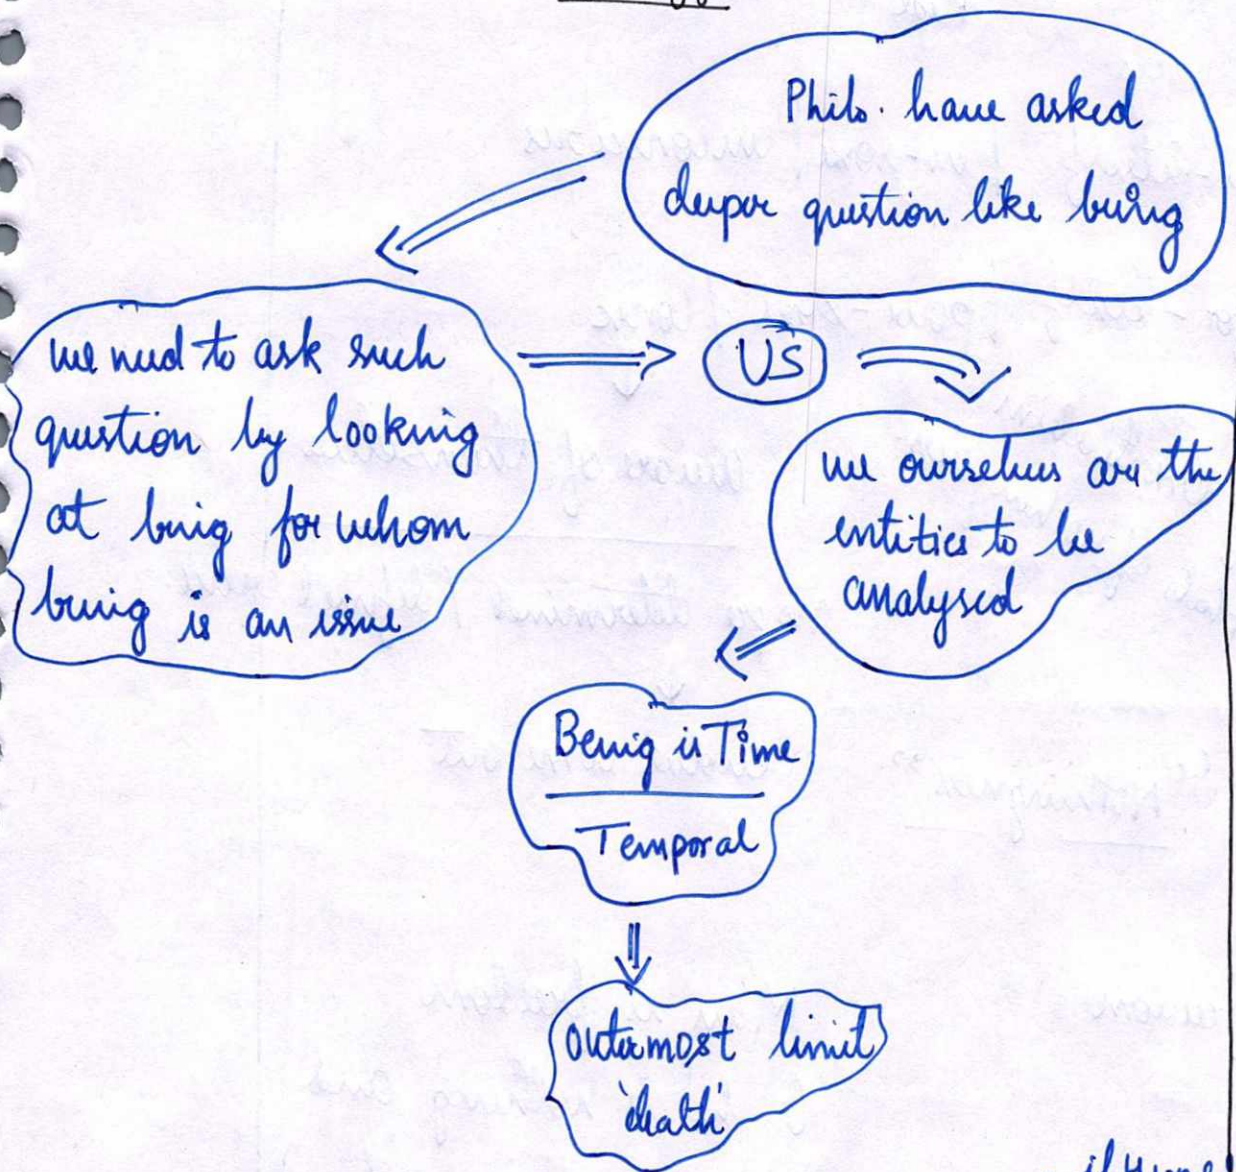 Philo. have asked
deeper question like being
we need to ask such
question by looking
at being for whom
being is an issue
US
we ourselves are the
entities to be
analysed
Being is Time
Temporal
outermost limit
'death'